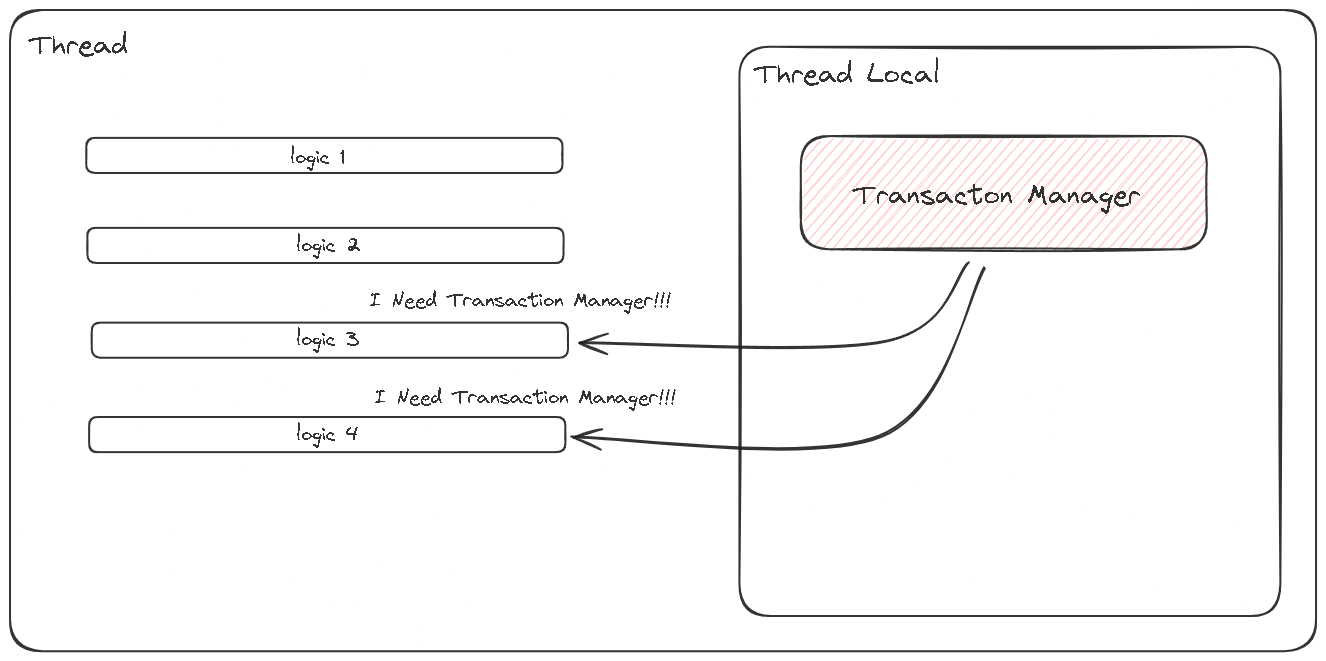 Thread
Thread Local
logic 1
Transacton Manager
logic 2
I Need Transaction Manager!!!
logic 3
I Need Transaction Manager!!!
logic 4